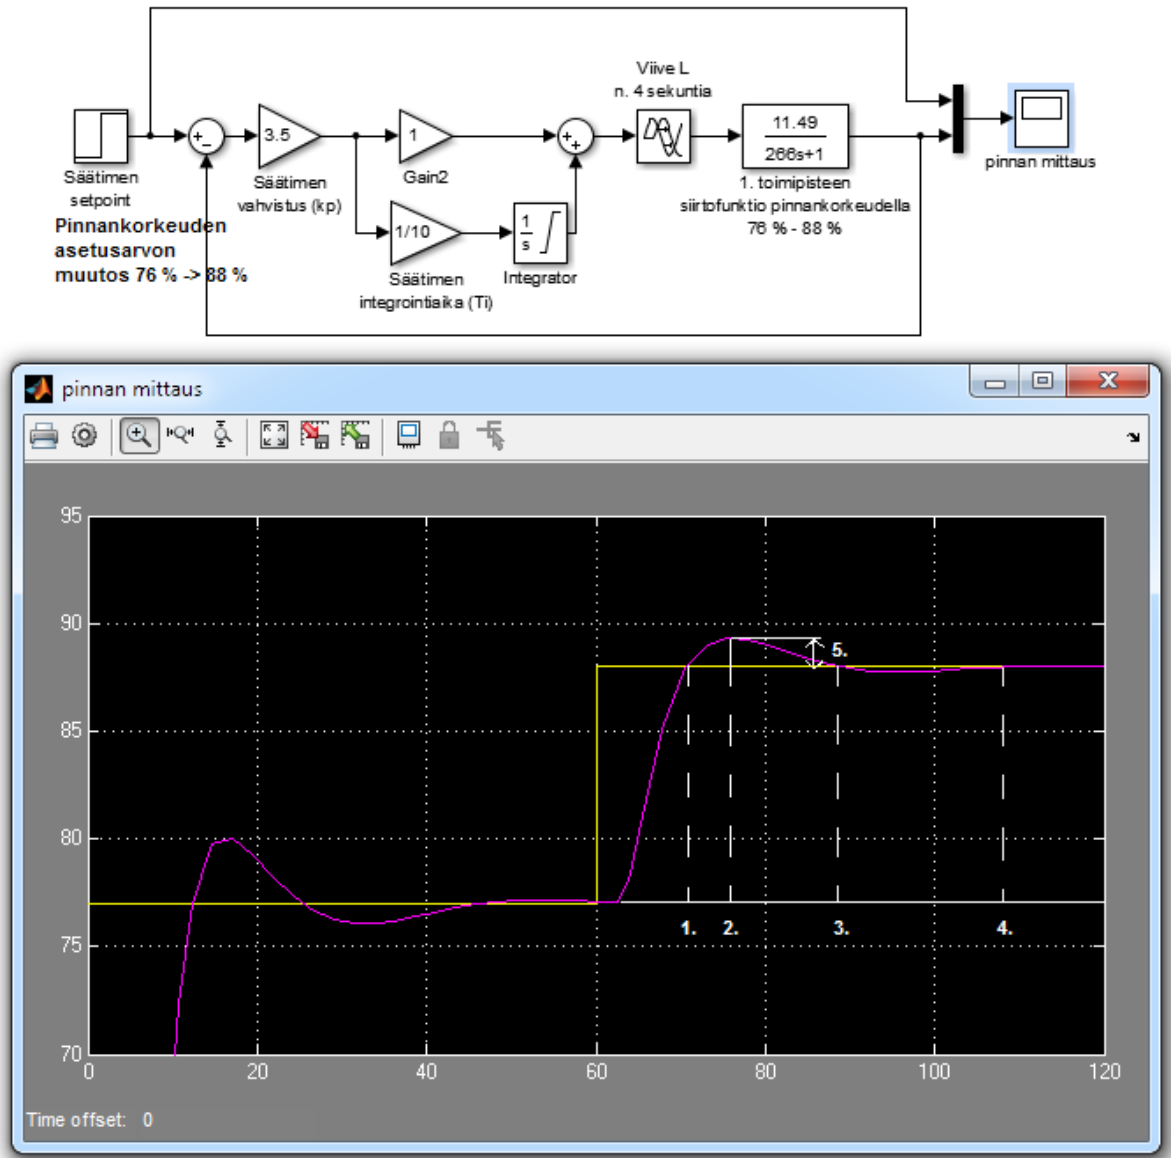 Viive L
n. 4 sekuntia
3.5
1
11.49
266s+1
Säätimen
setpoint
Säätimen
vahvistus (kp)
Gain2
1. toimipisteen
siirtofunktio pinnankorkeudella
76 % - 88 %
pinnan mittaus
Pinnankorkeuden
asetusarvon
muutos 76 % -> 88 %
1/10
1
s
Säätimen
integrointiaika (Ti)
Integrator
pinnan mittaus
95
90
85
80
75
70
5.
1. 2. 3. 4.
0 20 40 60 80 100 120
Time offset: 0